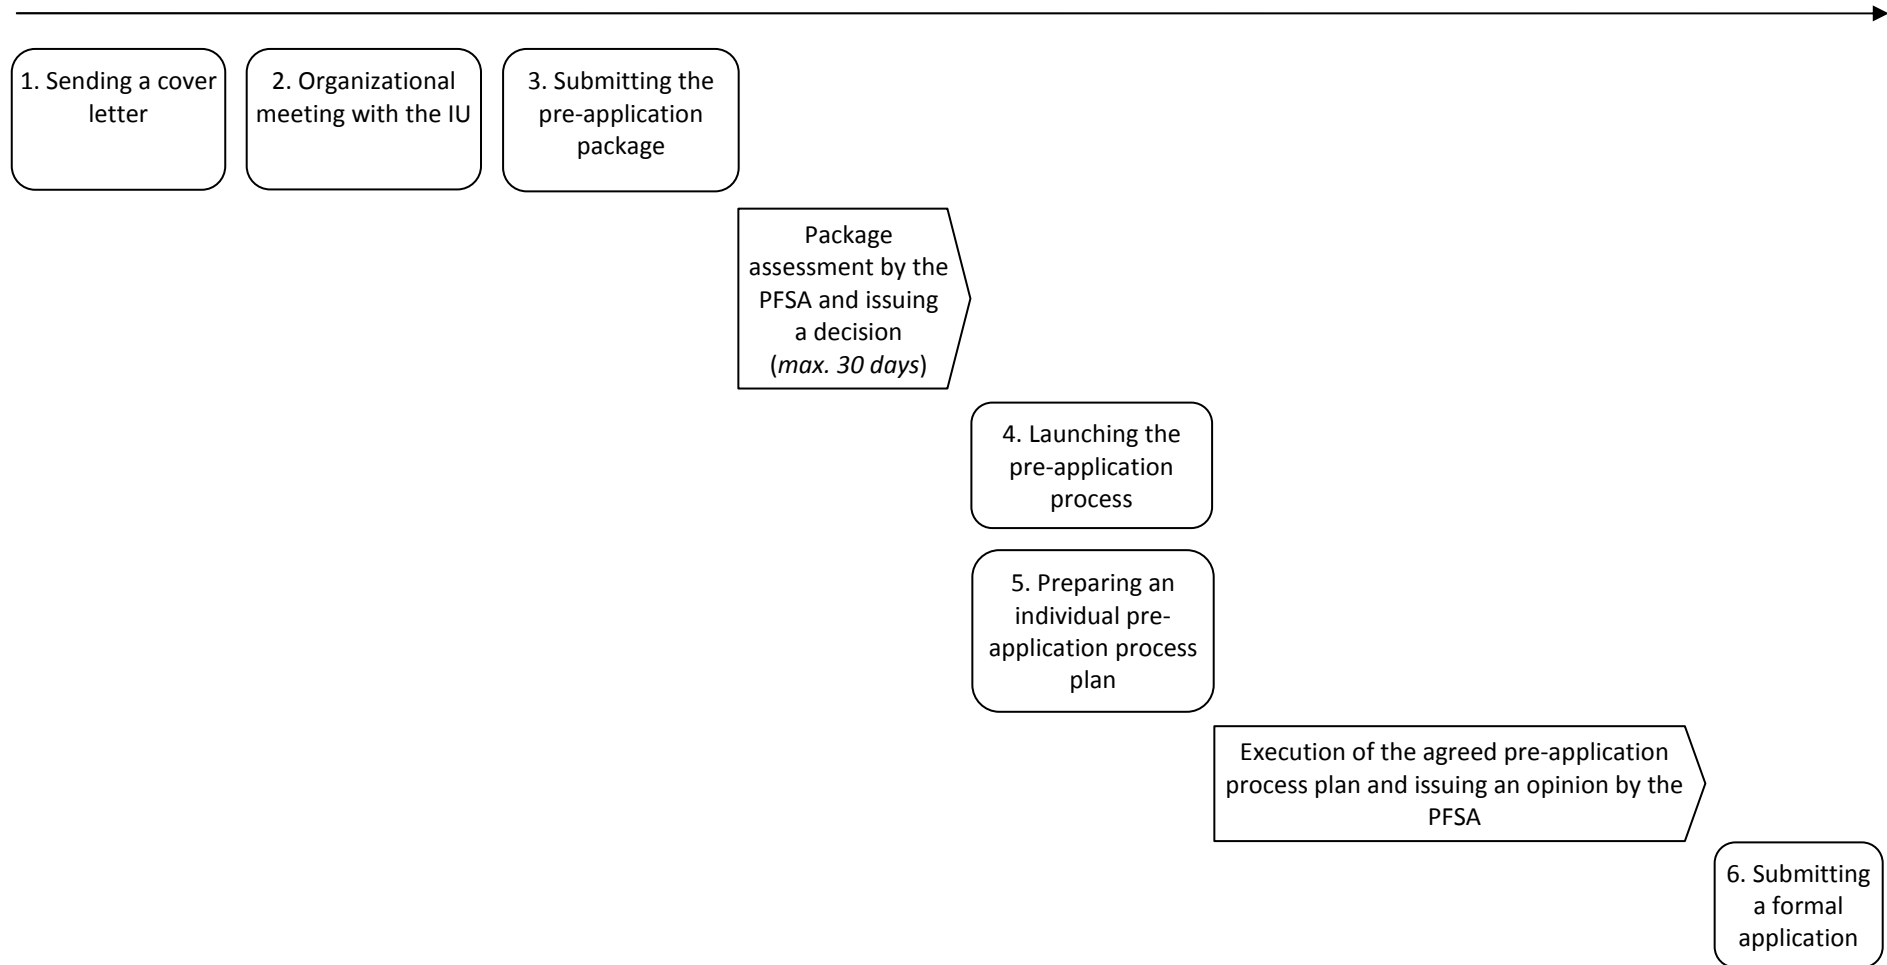 1. Sending a cover
letter
2. Organizational
meeting with the IU
3. Submitting the
pre-application
package
Package
assessment by the
PFSA and issuing
a decision
(max. 30 days)
4. Launching the
pre-application
process
5. Preparing an
individual pre-
application process
plan
Execution of the agreed pre-application
process plan and issuing an opinion by the
PFSA
6. Submitting
a formal
application